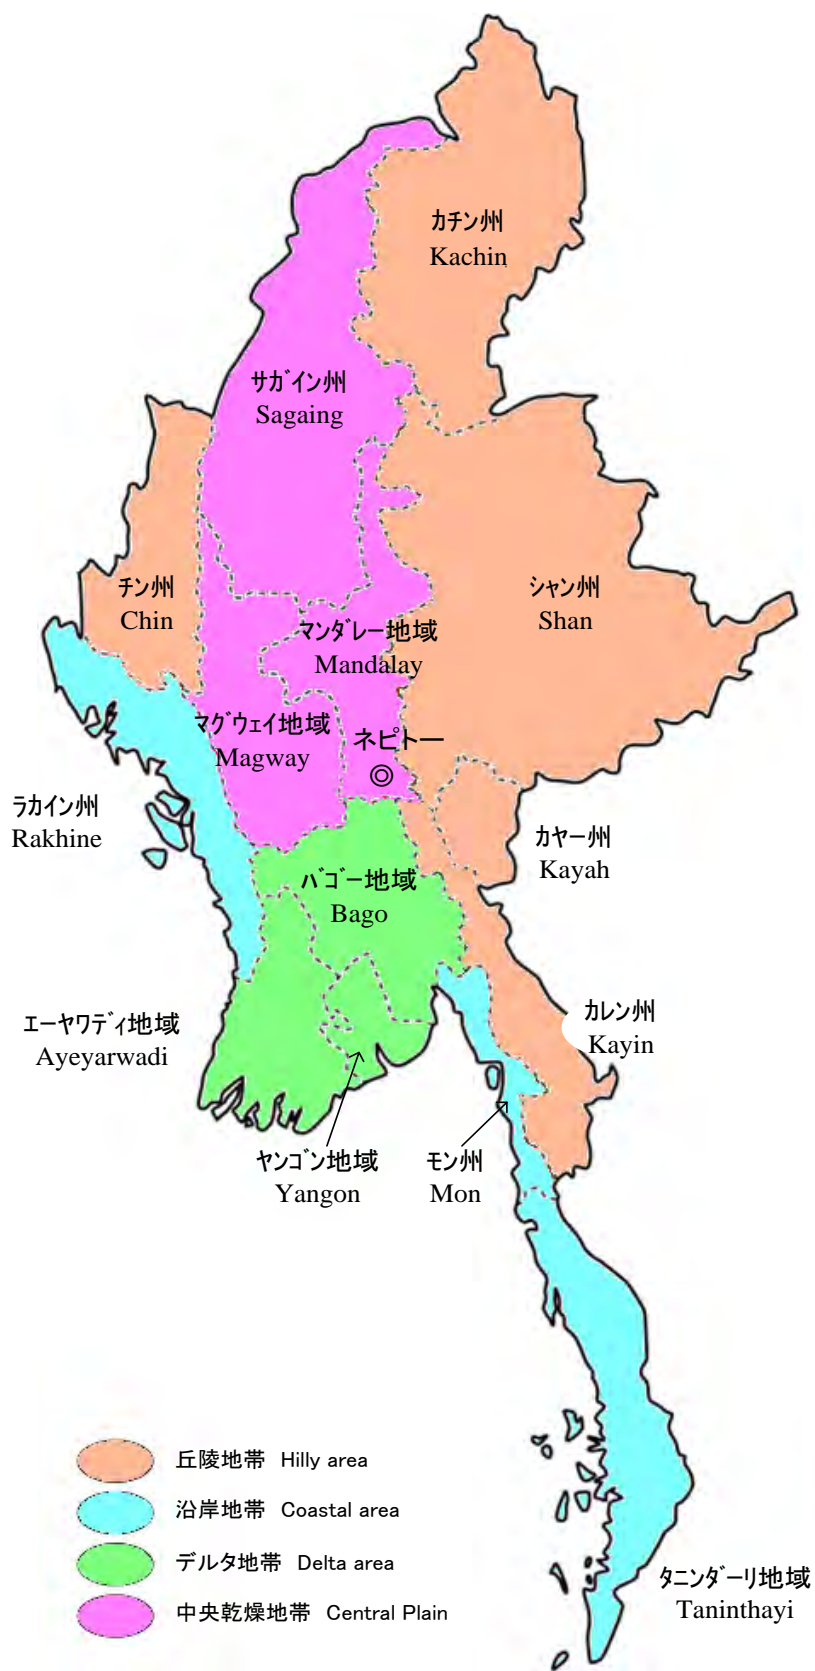 カチン州
Kachin
サガイン州
Sagaing
チン州
Chin
シャン州
Shan
マンダレー地域
Mandalay
マグウェイ地域
Magway
ネピトー
ラカイン州
Rakhine
カヤー州
Kayah
バゴー地域
Bago
エーヤワディ地域
Ayeyarwadi
カレン州
Kayin
ヤンゴン地域
Yangon
モン州
Mon
丘陵地帯 Hilly area
沿岸地帯 Coastal area
デルタ地帯 Delta area
中央乾燥地帯 Central Plain
タニンダーリ地域
Taninthayi